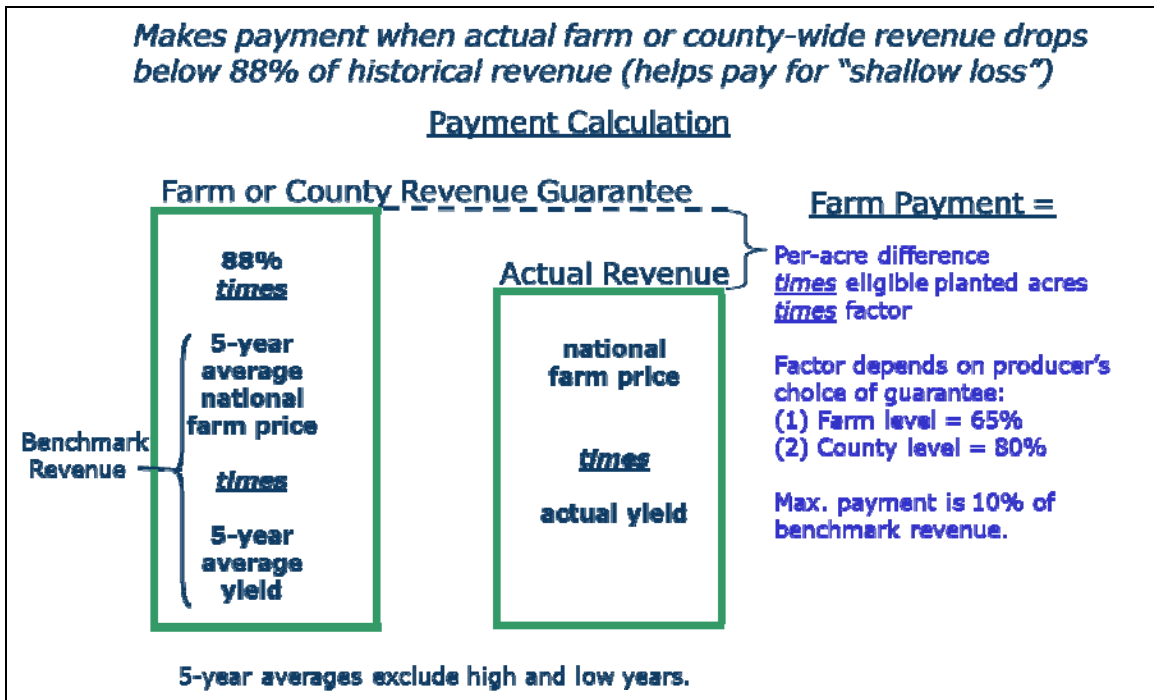 Makes payment when actual farm or county-wide revenue drops
below 88% of historical revenue (helps pay for “shallow loss”)
Payment Calculation
Farm or County Revenue Guarantee
88%
times
5-year
average
national
farm price
times
5-year
average
yield
Benchmark
Revenue
Actual Revenue
national
farm price
times
actual yield
Farm Payment =
Per-acre difference
times eligible planted acres
times factor
Factor depends on producer’s
choice of guarantee:
(1) Farm level = 65%
(2) County level = 80%
Max. payment is 10% of
benchmark revenue.
5-year averages exclude high and low years.